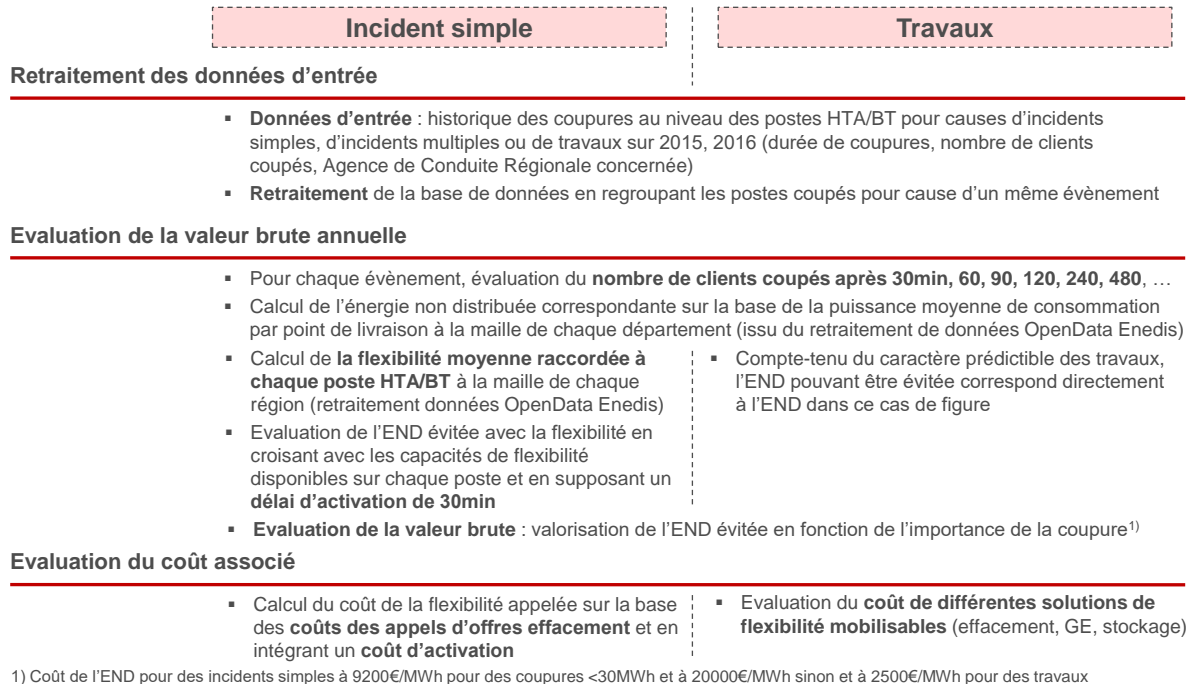 Incident simple
Travaux
Retraitement des données d’entrée
▪ Données d’entrée : historique des coupures au niveau des postes HTA/BT pour causes d’incidents
simples, d’incidents multiples ou de travaux sur 2015, 2016 (durée de coupures, nombre de clients
coupés, Agence de Conduite Régionale concernée)
▪ Retraitement de la base de données en regroupant les postes coupés pour cause d’un même évènement
Evaluation de la valeur brute annuelle
▪ Pour chaque évènement, évaluation du nombre de clients coupés après 30min, 60, 90, 120, 240, 480, …
▪ Calcul de l’énergie non distribuée correspondante sur la base de la puissance moyenne de consommation
par point de livraison à la maille de chaque département (issu du retraitement de données OpenData Enedis)
▪ Calcul de la flexibilité moyenne raccordée à
chaque poste HTA/BT à la maille de chaque
région (retraitement données OpenData Enedis)
▪ Evaluation de l’END évitée avec la flexibilité en
croisant avec les capacités de flexibilité
disponibles sur chaque poste et en supposant un
délai d’activation de 30min
▪ Compte-tenu du caractère prédictible des travaux,
l’END pouvant être évitée correspond directement
à l’END dans ce cas de figure
▪ Evaluation de la valeur brute : valorisation de l’END évitée en fonction de l’importance de la coupure1)
Evaluation du coût associé
▪ Calcul du coût de la flexibilité appelée sur la base
des coûts des appels d’offres effacement et en
intégrant un coût d’activation
▪ Evaluation du coût de différentes solutions de
flexibilité mobilisables (effacement, GE, stockage)
1) Coût de l’END pour des incidents simples à 9200€/MWh pour des coupures <30MWh et à 20000€/MWh sinon et à 2500€/MWh pour des travaux